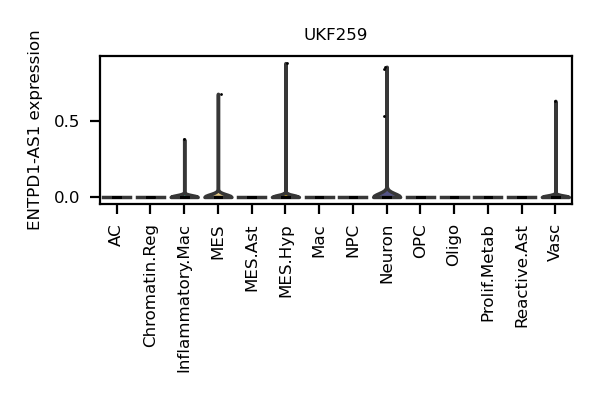 UKF259
ENTPD1-AS1 expression
0.5
0.0
AC
Chromatin.Reg
Inflammatory.Mac
MES
MES.Ast
MES.Hyp
Mac
NPC
Neuron
OPC
Oligo
Prolif.Metab
Reactive.Ast
Vasc